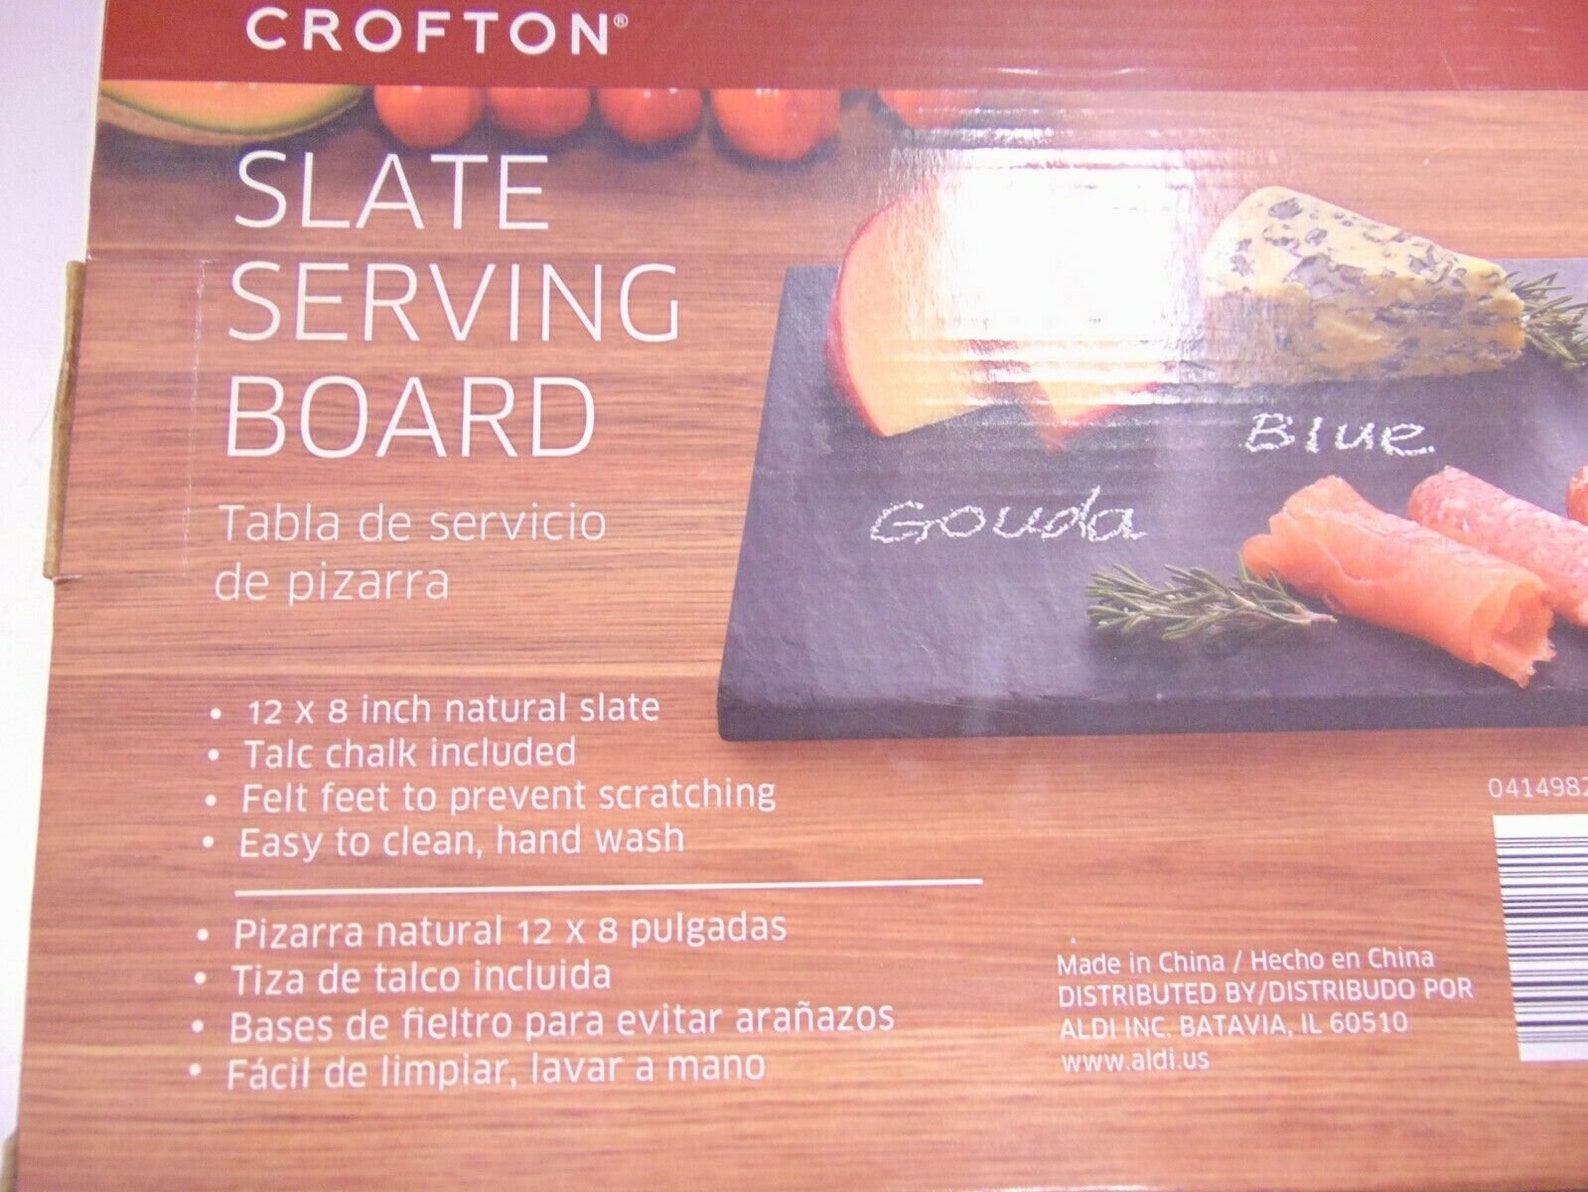 CROFTON®
SLATE
SERVING
BOARD
Tabla de servicio
de pizarra
Blue
Gouda
• 12 x 8 inch natural slate
• Talc chalk included
• Felt feet to prevent scratching
• Easy to clean, hand wash
• Pizarra natural 12 x 8 pulgadas
• Tiza de talco incluida
• Bases de fieltro para evitar arañazos
• Fácil de limpiar, lavar a mano
Made in China / Hecho en China
DISTRIBUTED BY/DISTRIBUDO POR
ALDI INC. BATAVIA, IL 60510
www.aldi.us